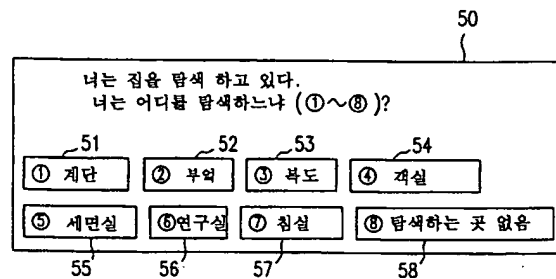 50
너는 집을 탐색 하고 있다.
너는 어디를 탐색하느냐 (①~⑧)?
51 52 53 54
① 계단 ② 부엌 ③ 복도 ④ 객실
⑤ 세면실 ⑥연구실 ⑦ 침실 ⑧ 탐색하는 곳 없음
55 56 57 58